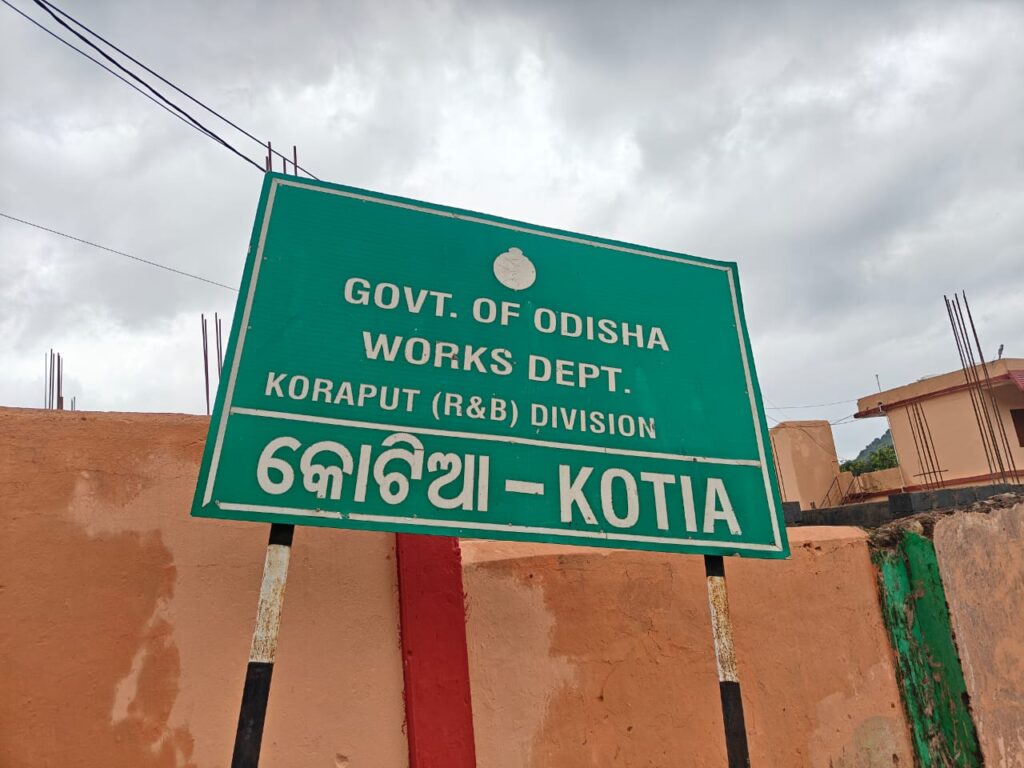 GOVT. OF ODISHA
WORKS DEPT.
KORAPUT (R&B) DIVISION
କୋଟିଆ – KOTIA